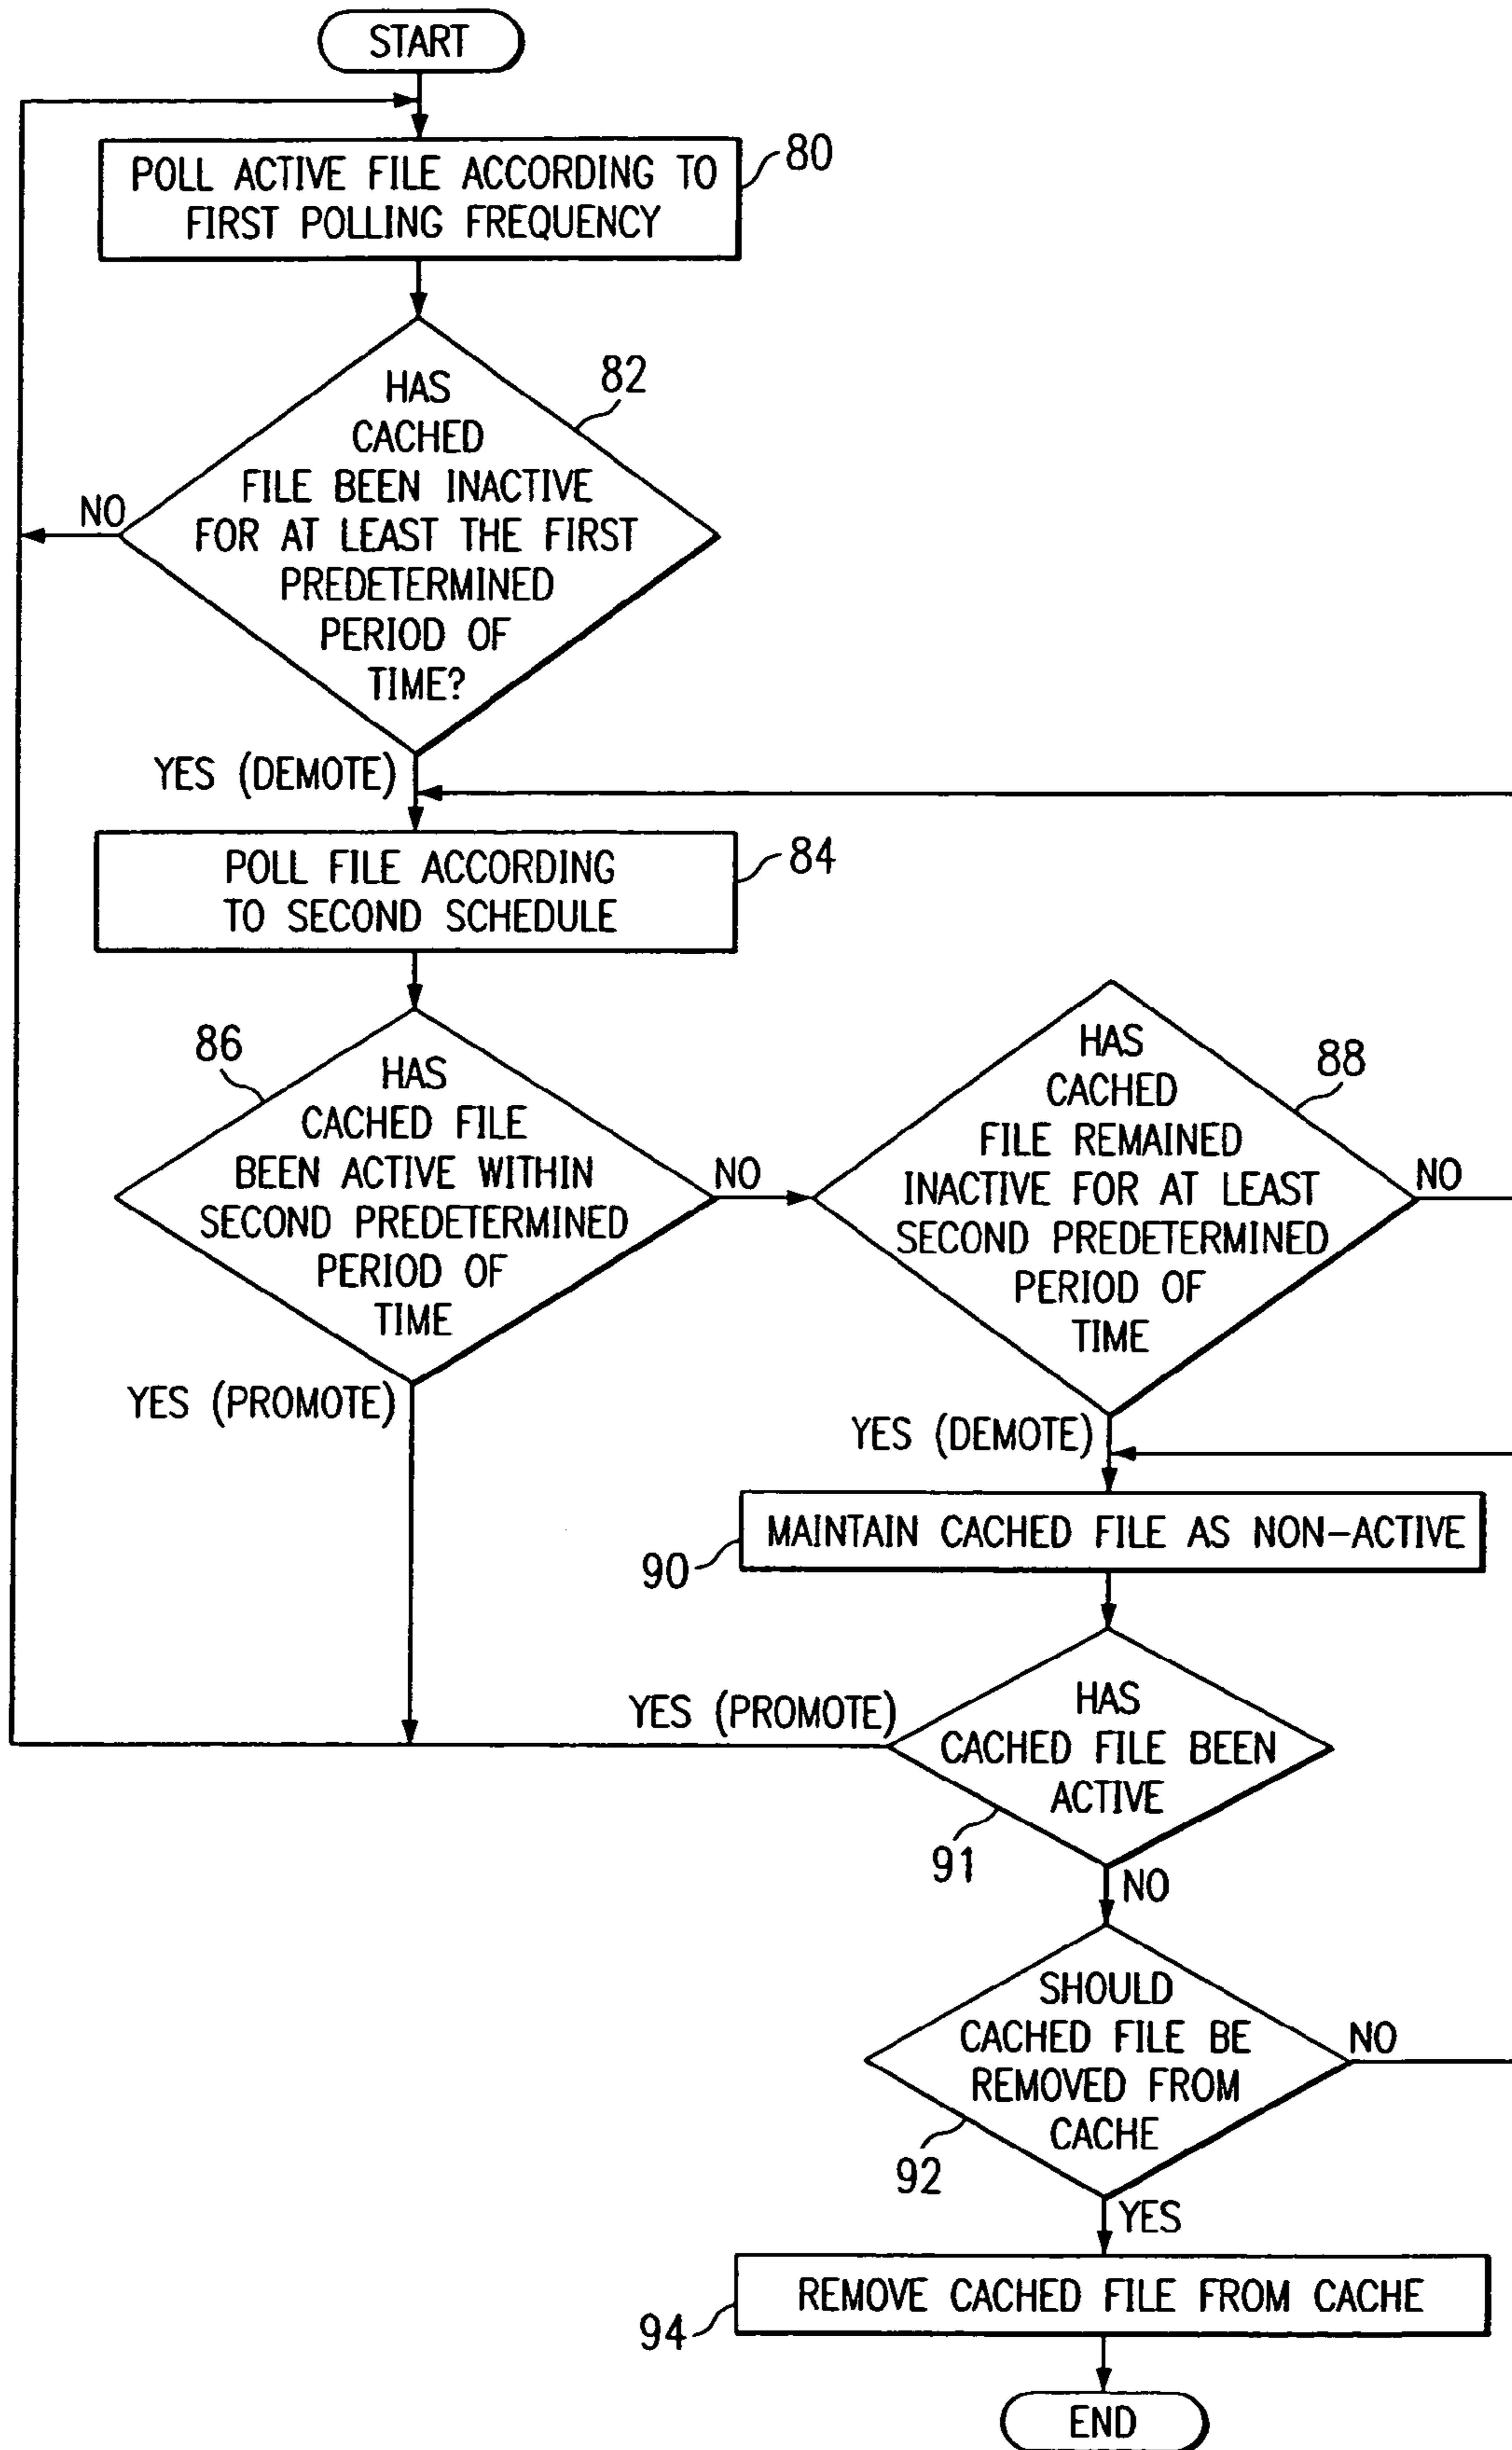 START
POLL ACTIVE FILE ACCORDING TO
FIRST POLLING FREQUENCY
80
HAS
CACHED
FILE BEEN INACTIVE
FOR AT LEAST THE FIRST
PREDETERMINED
PERIOD OF
TIME?
82
NO
YES (DEMOTE)
POLL FILE ACCORDING
TO SECOND SCHEDULE
84
86
HAS
CACHED FILE
BEEN ACTIVE WITHIN
SECOND PREDETERMINED
PERIOD OF
TIME
NO
YES (PROMOTE)
HAS
CACHED
FILE REMAINED
INACTIVE FOR AT LEAST
SECOND PREDETERMINED
PERIOD OF
TIME
88
NO
YES (DEMOTE)
MAINTAIN CACHED FILE AS NON-ACTIVE
90
YES (PROMOTE)
HAS
CACHED FILE BEEN
ACTIVE
91
NO
SHOULD
CACHED FILE BE
REMOVED FROM
CACHE
NO
92
YES
REMOVE CACHED FILE FROM CACHE
94
END